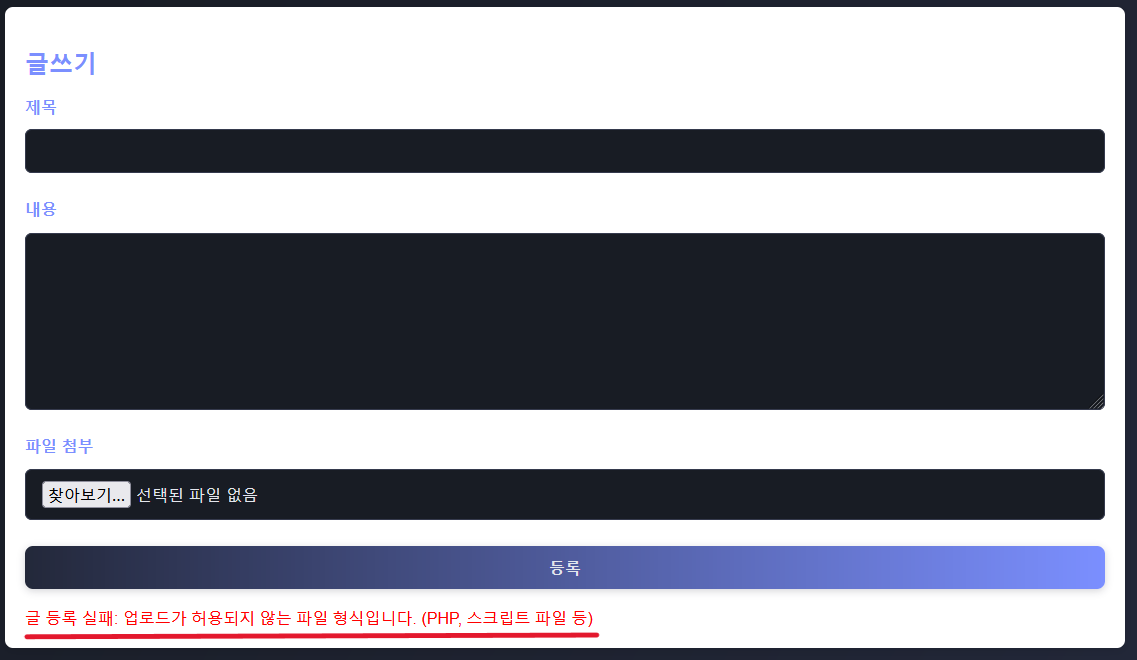 글쓰기
제목
내용
파일 첨부
찾아보기... 선택된 파일 없음
등록
글 등록 실패: 업로드가 허용되지 않는 파일 형식입니다. (PHP, 스크립트 파일 등)